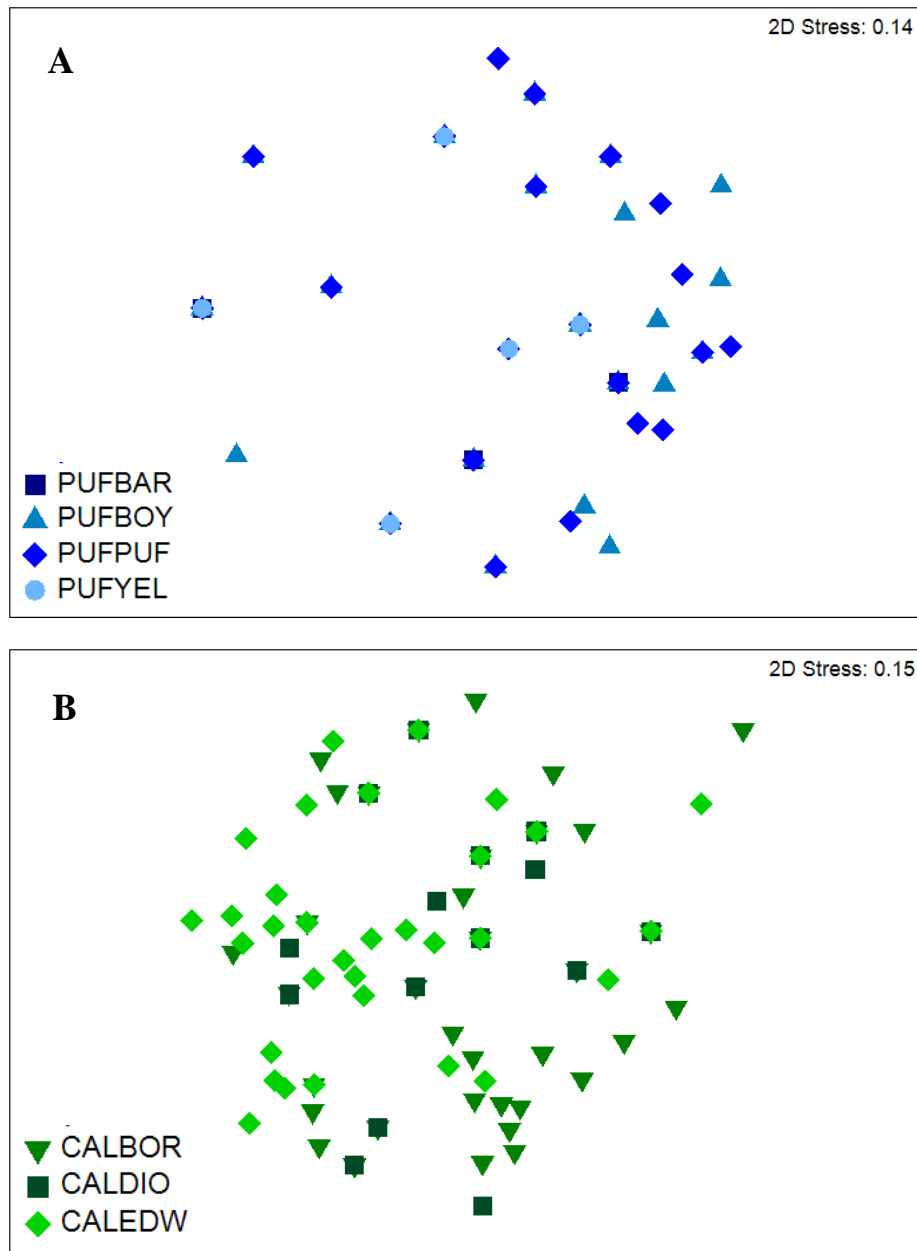 2D Stress: 0.14
A
PUFBAR
PUFBOY
PUFPUF
PUFYEL
2D Stress: 0.15
B
CALBOR
CALDIO
CALEDW